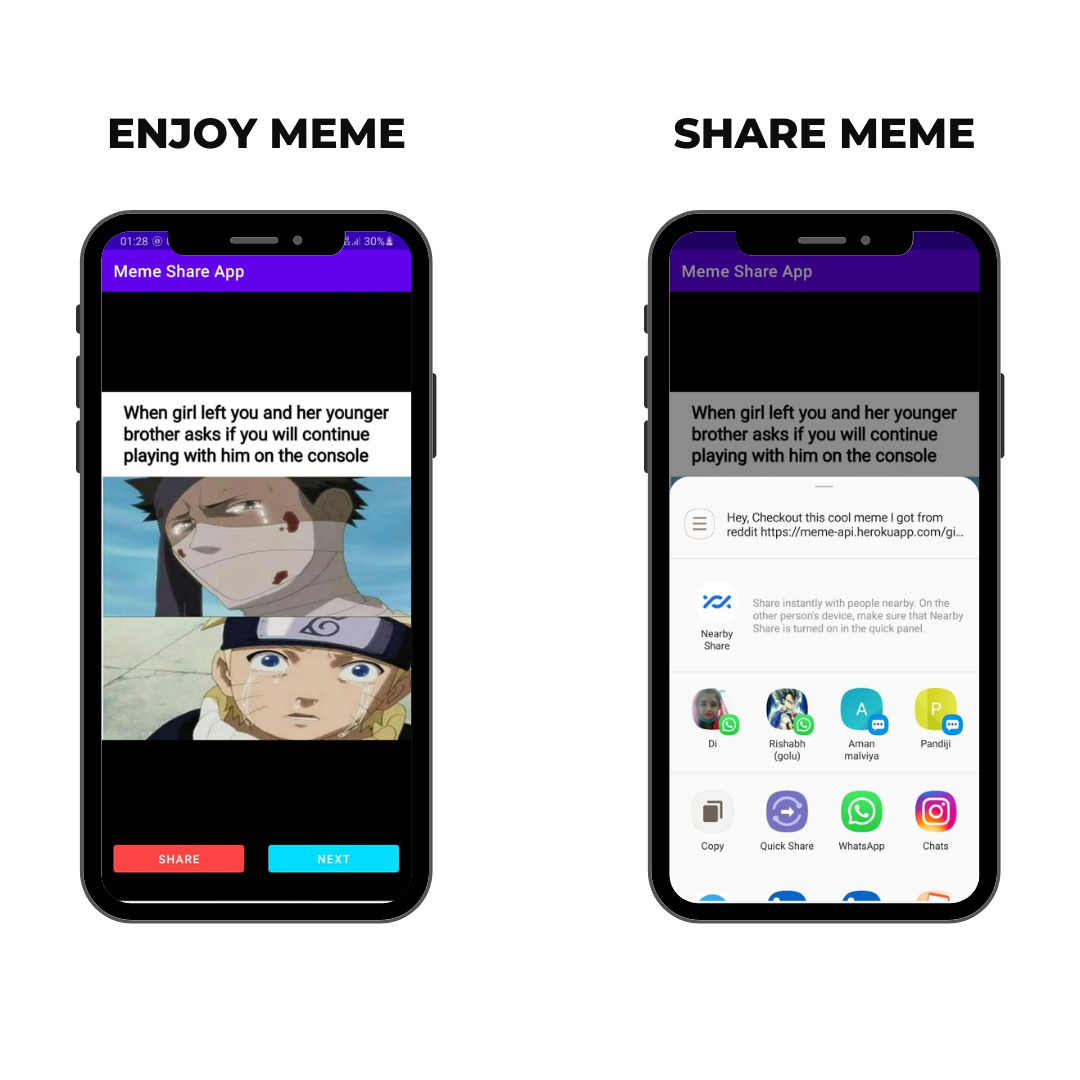 ENJOY MEME
SHARE MEME
01:28
30%
Meme Share App
When girl left you and her younger
brother asks if you will continue
playing with him on the console
SHARE
NEXT
Meme Share App
When girl left you and her younger
brother asks if you will continue
playing with him on the console
Hey, Checkout this cool meme I got from
reddit https://meme-api.herokuapp.com/gi...
Nearby
Share
Share instantly with people nearby. On the
other person's device, make sure that Nearby
Share is turned on in the quick panel.
Di
Rishabh
(golu)
A
Aman
malviya
P
Pandiji
Copy
Quick Share
WhatsApp
Chats